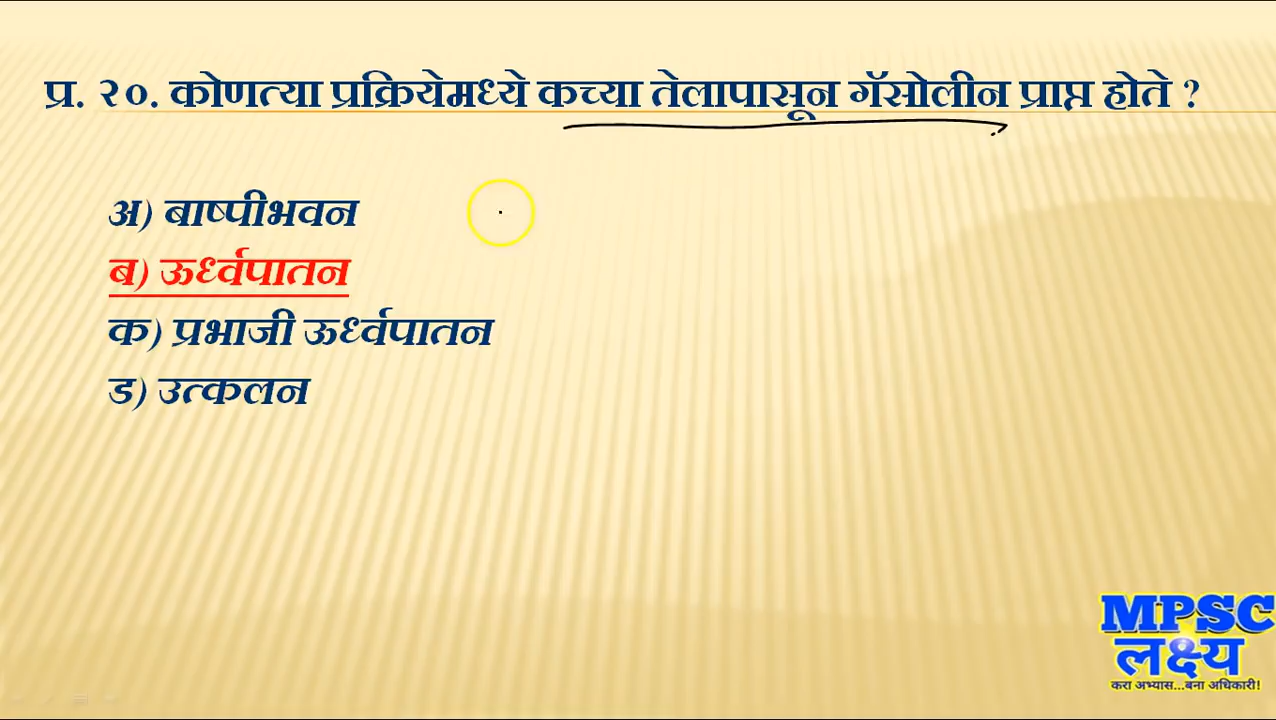 प्र. २०. कोणत्या प्रक्रियेमध्ये कच्या तेलापासून गॅसोलीन प्राप्त होते ?
अ) बाष्पीभवन
ब) ऊर्ध्वपातन
क) प्रभाजी ऊर्ध्वपातन
ड) उत्कलन
MPSC
लक्ष्य
करा अभ्यास...बना अधिकारी!